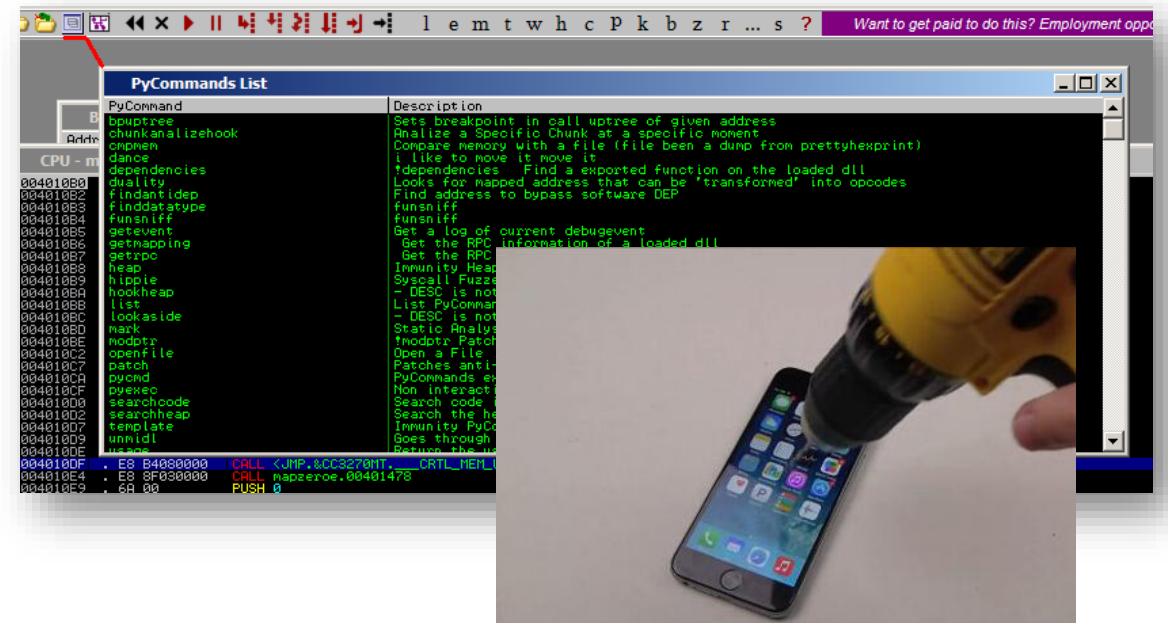 l e m t w h c P k b z r ... s ? Want to get paid to do this? Employment oppo
PyCommands List
PyCommand Description
bpuptree Sets breakpoint in call uptree of given address
chunkanalizehook Analize a Specific Chunk at a specific moment
cmpmem Compare memory with a file (file been a dump from prettyhexprint)
dance i like to move it move it
dependencies !dependencies Find a exported function on the loaded dll
duality Looks for mapped address that can be 'transformed' into opcodes
findantidep Find address to bypass software DEP
finddatatype funsniff
funsniff funsniff
getevent Get a log of current debugevent
getmapping Get the RPC information of a loaded dll
getrpc Get the RPC
heap Immunity Heap
hippie Syscall Fuzze
hookheap - DESC is not
list List PyComman
lookaside - DESC is not
mark Static Analys
modptr !modptr Patch
openfile Open a File
patch Patches anti-
pycmd PyCommands ex
pyexec Non interacti
searchcode Search code
searchheap Search the he
template Immunity PyCo
unmidl Goes through
usage Return the us
Addr
CPU - m
004010B0
004010B2
004010B3
004010B4
004010B5
004010B6
004010B7
004010B8
004010B9
004010BA
004010BB
004010BC
004010BD
004010BE
004010C2
004010C7
004010CA
004010CF
004010D0
004010D2
004010D7
004010D9
004010DE
004010DF . E8 B4080000 CALL <JMP.&CC3270MT.___CRTL_MEM_U
004010E4 . E8 8F030000 CALL mapzeroe.00401478
004010E9 . 6A 00 PUSH 0